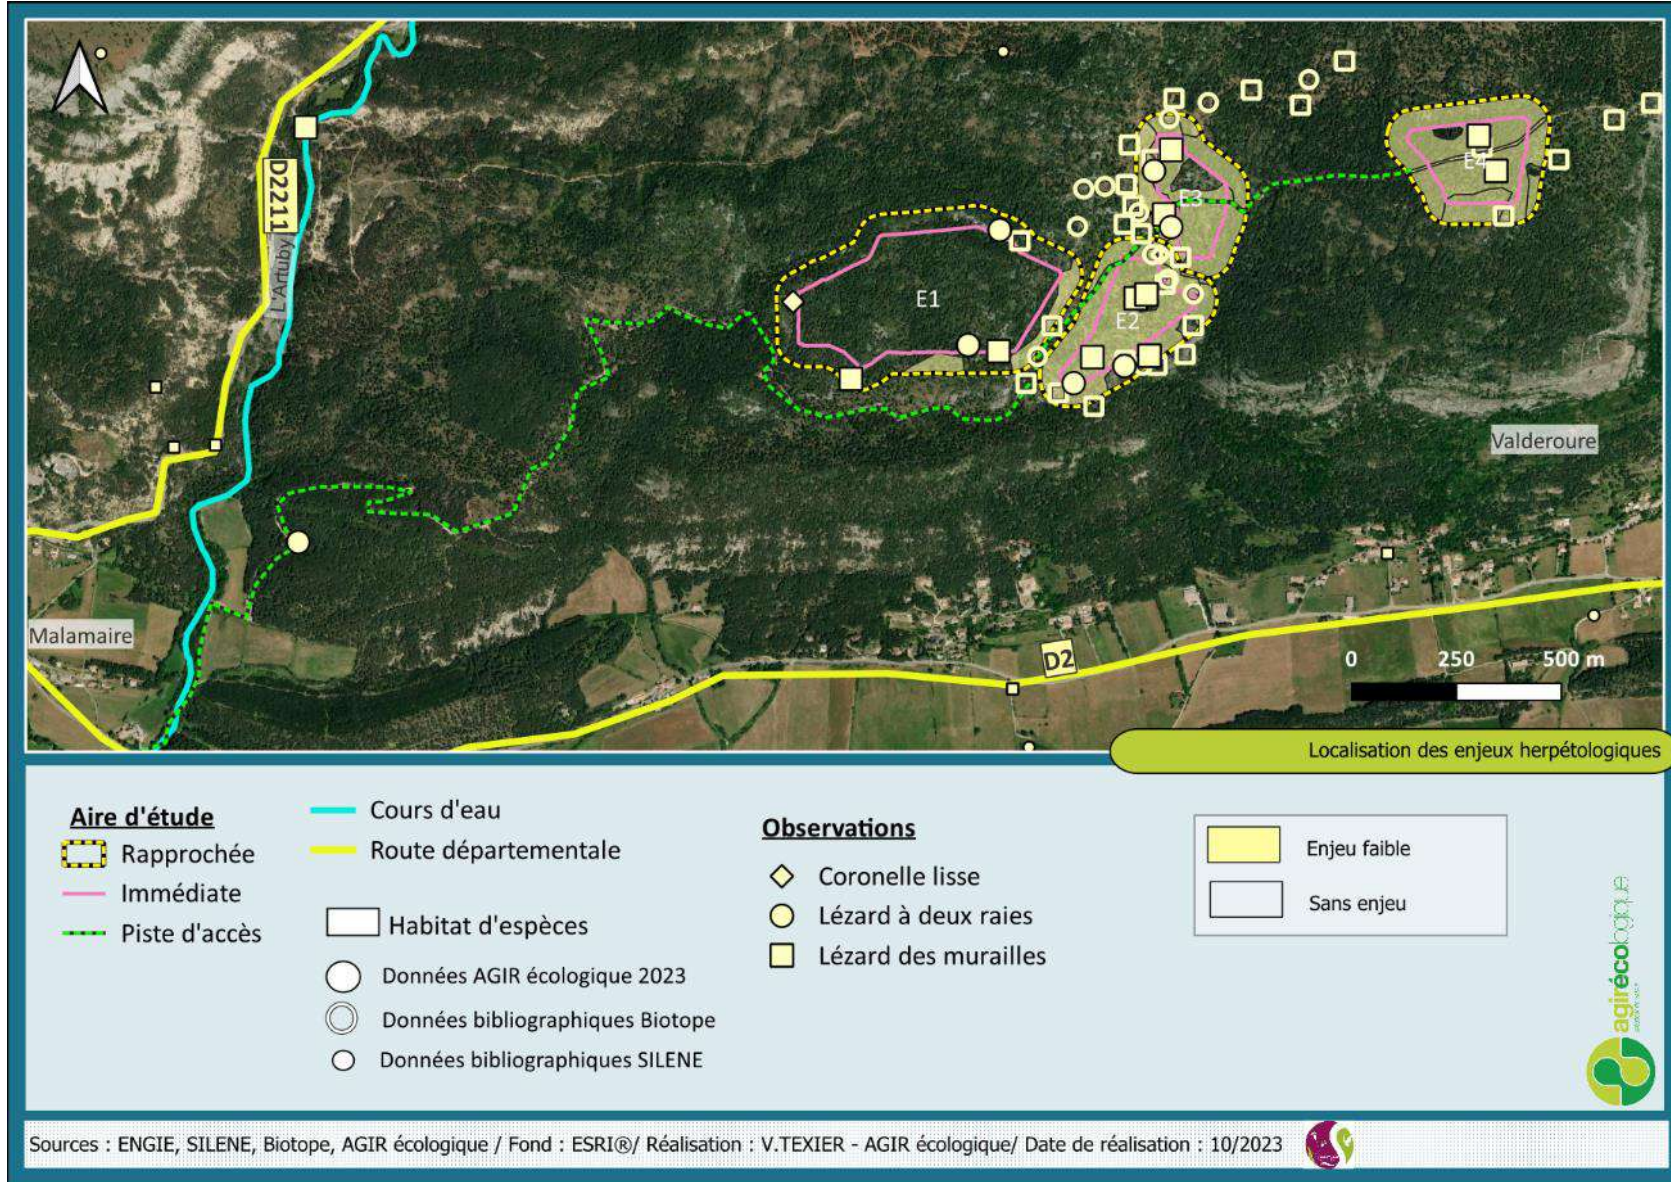 D2211
L'Artuby
E1
E2
E3
E4
Valderoure
Malamaire
D2
0 250 500 m
Localisation des enjeux herpétologiques
Aire d'étude
Rapprochée
Immédiate
Piste d'accès
Cours d'eau
Route départementale
Habitat d'espèces
Données AGIR écologique 2023
Données bibliographiques Biotope
Données bibliographiques SILENE
Observations
Coronelle lisse
Lézard à deux raies
Lézard des murailles
Enjeu faible
Sans enjeu
agirécologique
Sources : ENGIE, SILENE, Biotope, AGIR écologique / Fond : ESRI®/ Réalisation : V.TEXIER - AGIR écologique/ Date de réalisation : 10/2023